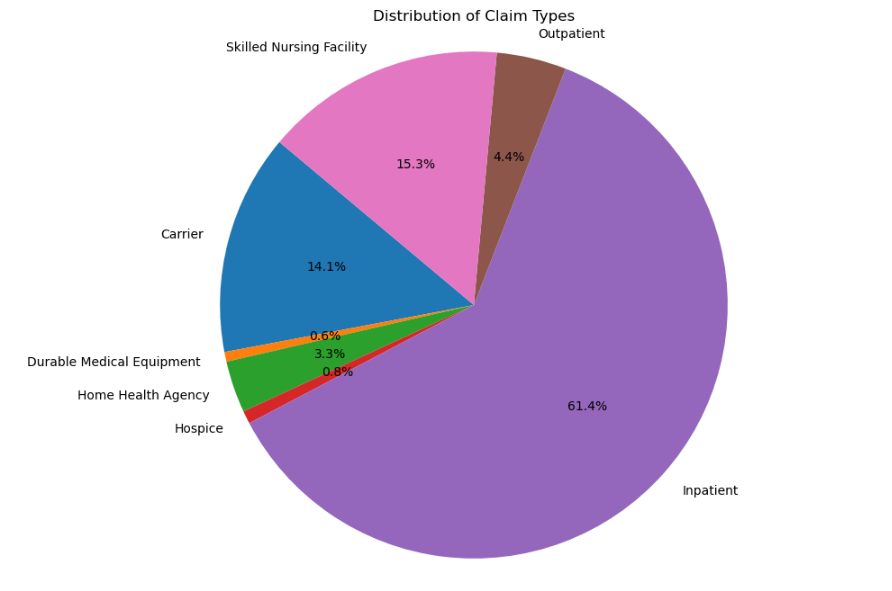 Distribution of Claim Types
Outpatient
Skilled Nursing Facility
4.4%
15.3%
Carrier
14.1%
0.6%
3.3%
Durable Medical Equipment
0.8%
Home Health Agency
61.4%
Hospice
Inpatient